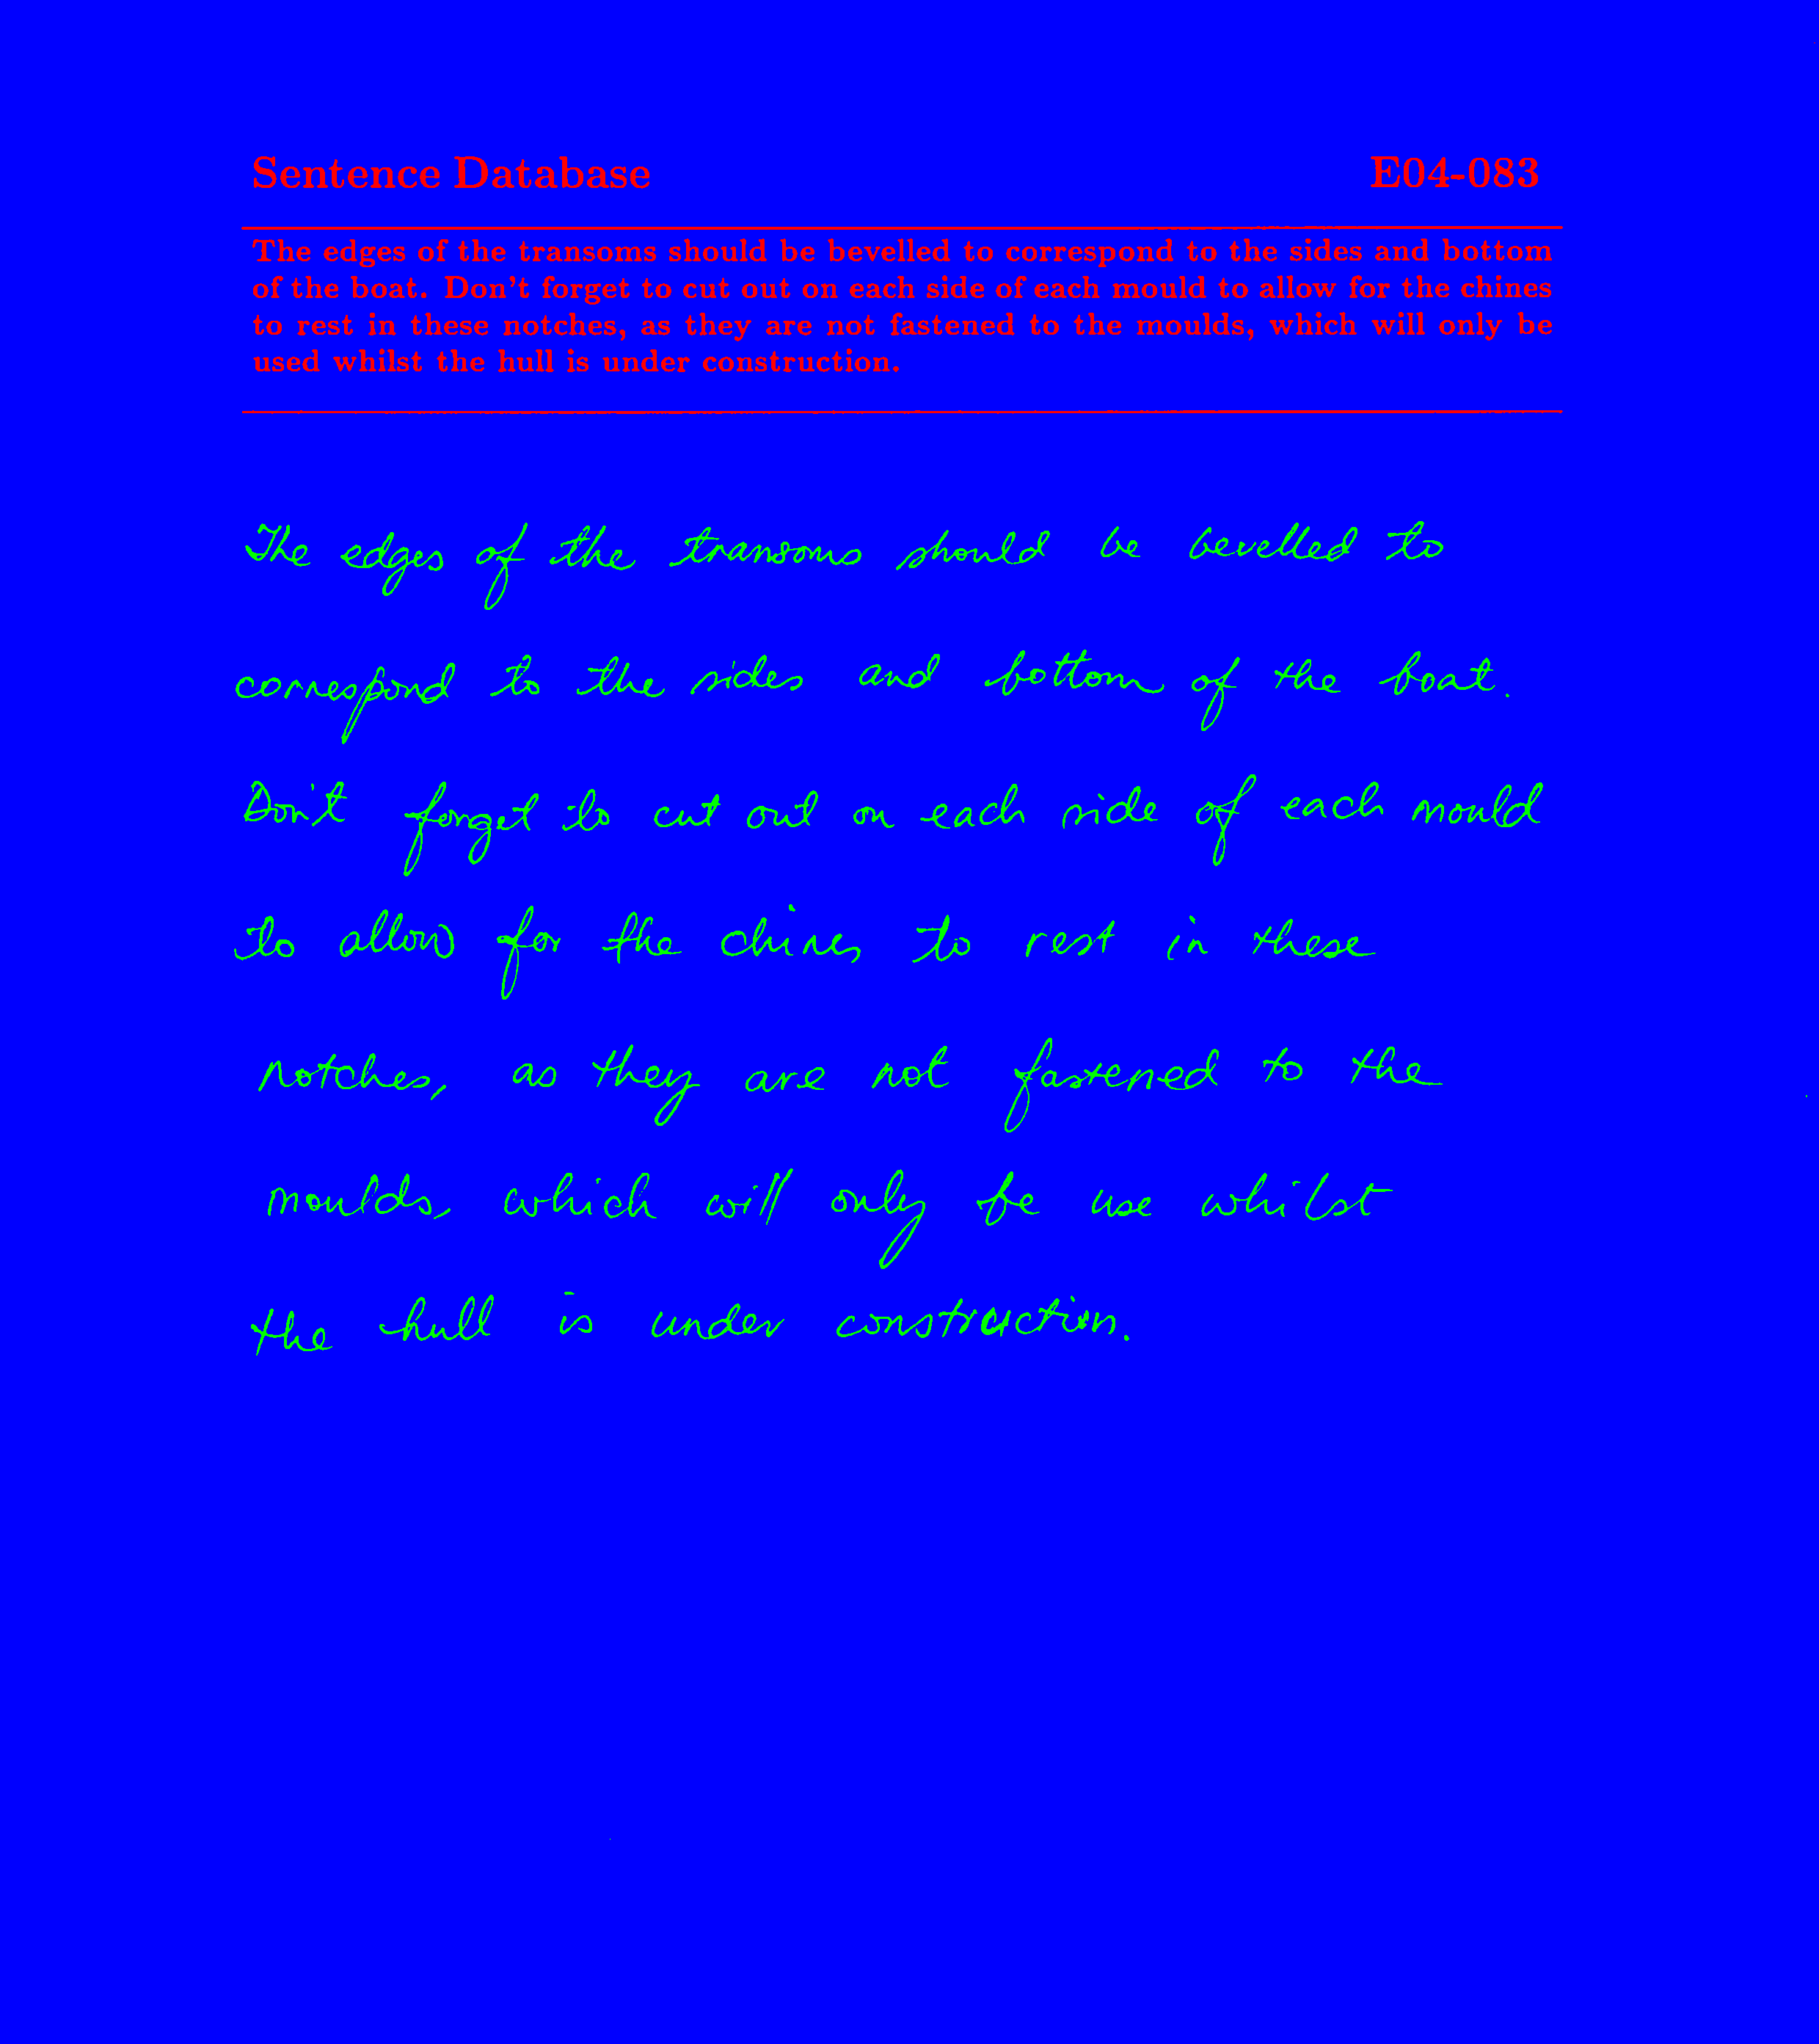 Sentence Database E04-083
The edges of the transoms should be bevelled to correspond to the sides and bottom
of the boat. Don't forget to cut out on each side of each mould to allow for the chines
to rest in these notches, as they are not fastened to the moulds, which will only be
used whilst the hull is under construction.
The edges of the transoms should be bevelled to
correspond to the sides and bottom of the boat.
Don't forget to cut out on each side of each mould
to allow for the chines to rest in these
notches, as they are not fastened to the
moulds, which will only be use whilst
the hull is under construction.